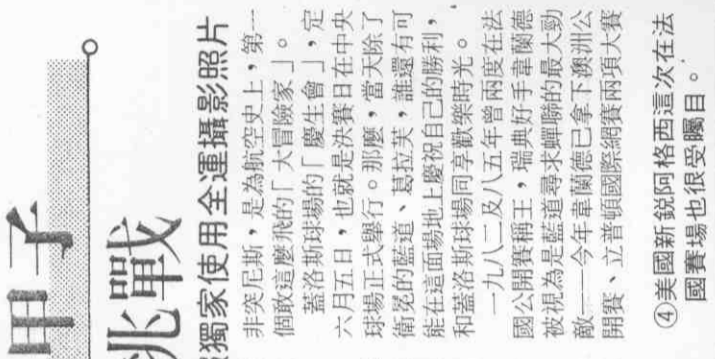 戰
獨家使用全運攝影照片
非突尼斯，是為航空史上，第一
個敢這麼飛的「大冒險家」。
蓋洛斯球場的「慶生會」，定
六月五日，也就是決賽日在中央
球場正式舉行。那麼，當天除了
衛冕的藍道、葛拉芙，誰還有可
能在這面場地上慶祝自己的勝利，
和蓋洛斯球場同享歡樂時光。
一九八二及八五年曾兩度在法
國公開賽稱王，瑞典好手韋蘭德
被視為是藍道尋求蟬聯的最大勁
敵──今年韋蘭德已拿下澳洲公
開賽、立普頓國際網賽兩項大賽
④美國新銳阿格西這次在法
國賽場也很受矚目。